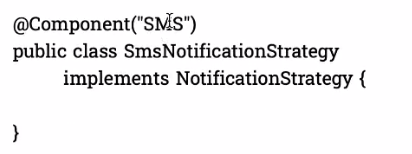 @Component("SMS")
public class SmsNotificationStrategy
implements NotificationStrategy {
}